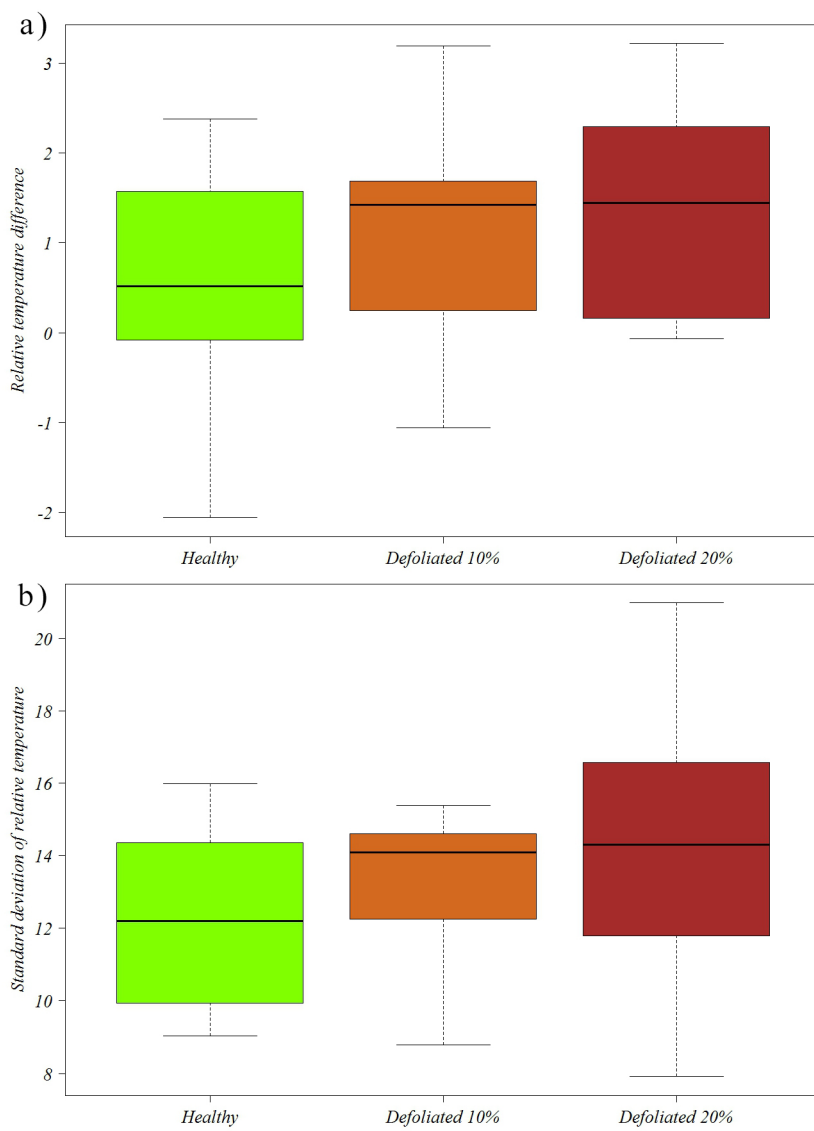 a)
Relative temperature difference
3
2
1
0
-1
-2
Healthy
Defoliated 10%
Defoliated 20%
b)
Standard deviation of relative temperature
20
18
16
14
12
10
8
Healthy
Defoliated 10%
Defoliated 20%